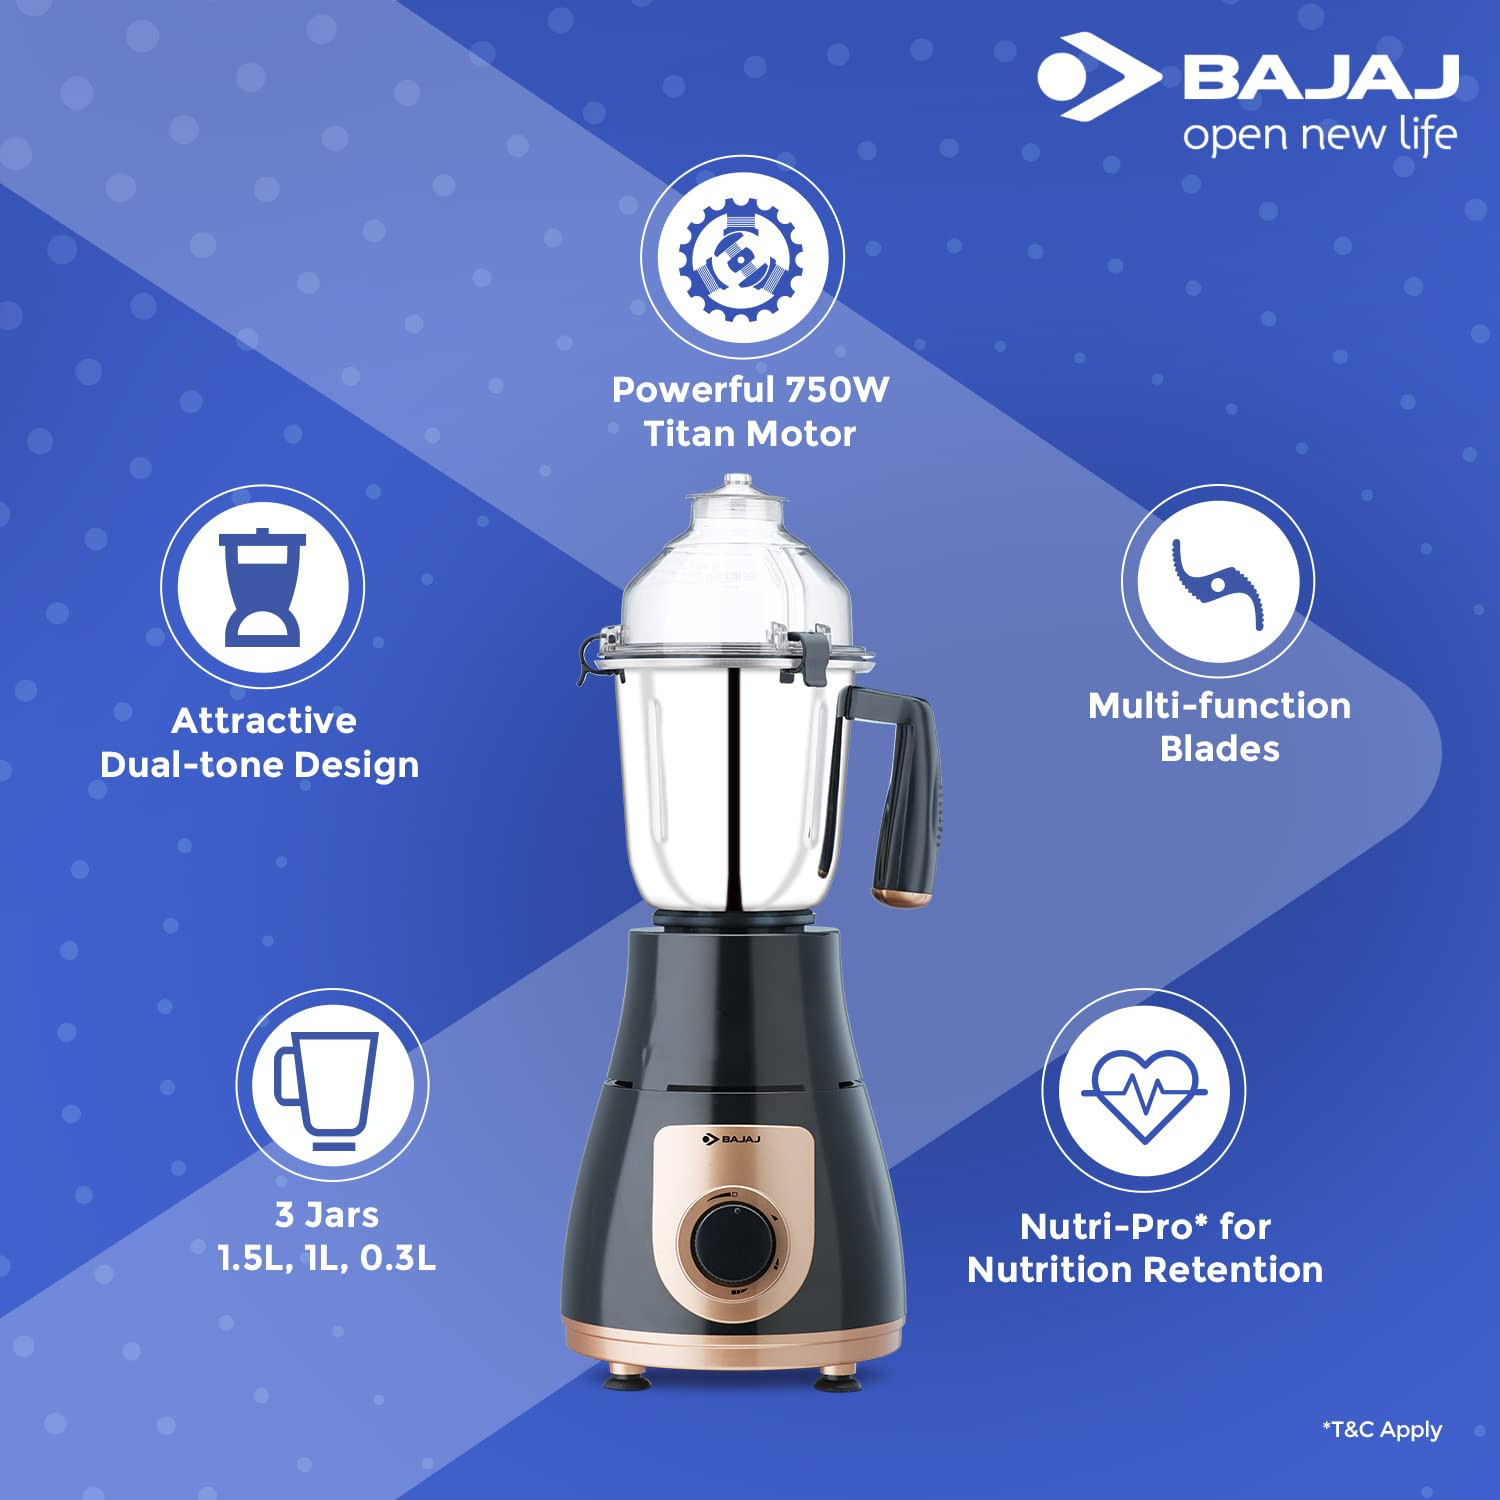 BAJAJ
open new life
Powerful 750W
Titan Motor
Attractive
Dual-tone Design
Multi-function
Blades
3 Jars
1.5L, 1L, 0.3L
BAJAJ
Nutri-Pro* for
Nutrition Retention
*T&C Apply